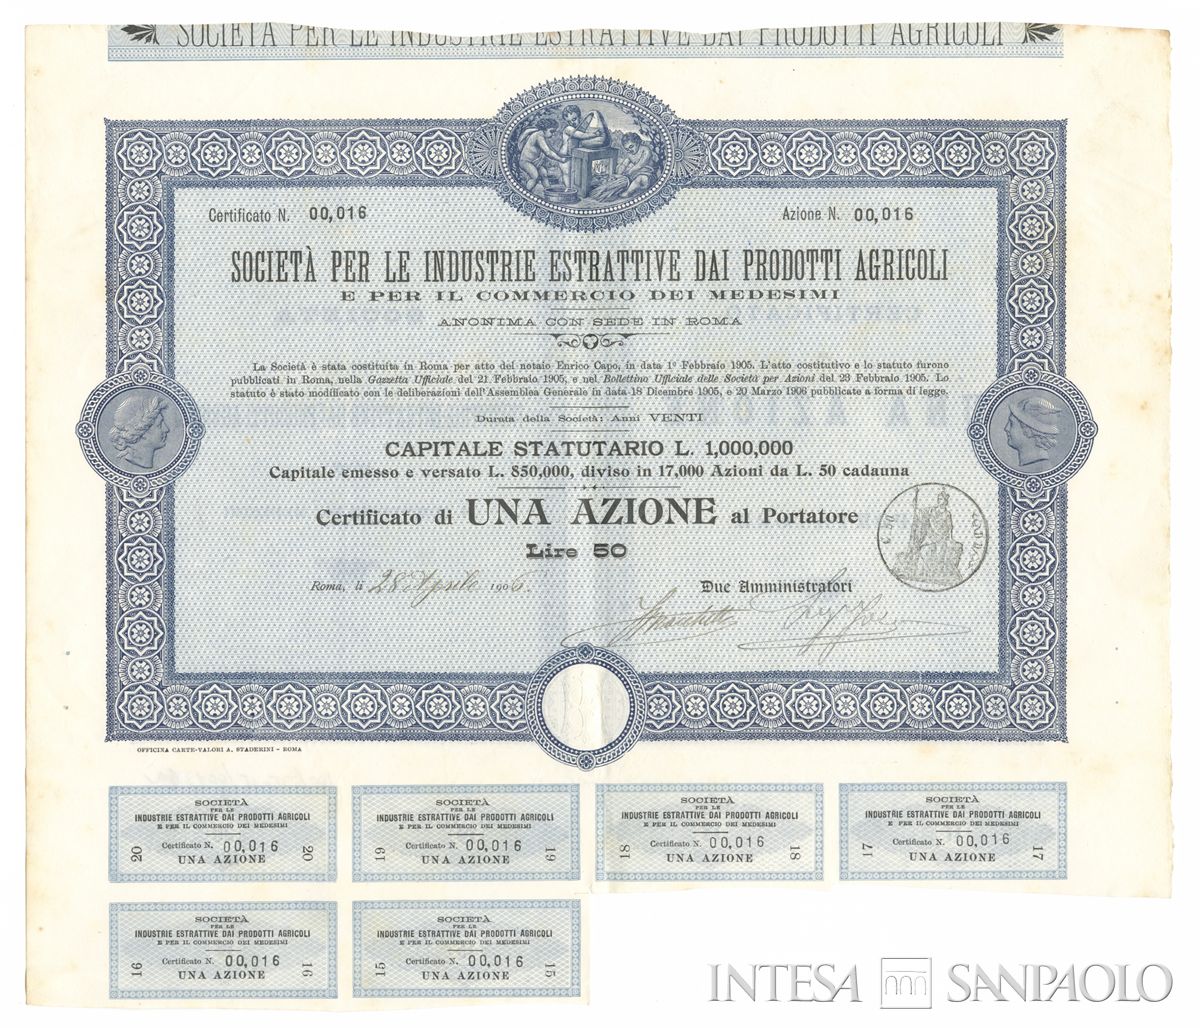 SOCIETÀ PER LE INDUSTRIE ESTRATTIVE DAI PRODOTTI AGRICOLI
Certificato N. 00,016
Azione N. 00,016
SOCIETÀ PER LE INDUSTRIE ESTRATTIVE DAI PRODOTTI AGRICOLI
E PER IL COMMERCIO DEI MEDESIMI
ANONIMA CON SEDE IN ROMA
La Società è stata costituita in Roma per atto del notaio Enrico Capo, in data 1º Febbraio 1905. L'atto costitutivo e lo statuto furono
pubblicati in Roma, nella Gazzetta Ufficiale del 21 Febbraio 1905, e nel Bollettino Ufficiale delle Società per Azioni del 23 Febbraio 1905. Lo
statuto è stato modificato con le deliberazioni dell'Assemblea Generale in data 18 Dicembre 1905, e 20 Marzo 1906 pubblicate a forma di legge.
Durata della Società: Anni VENTI
CAPITALE STATUTARIO L. 1,000,000
Capitale emesso e versato L. 850,000, diviso in 17,000 Azioni da L. 50 cadauna
Certificato di UNA AZIONE al Portatore
Lire 50
Roma, li 28 Aprile 1906.
Due Amministratori
C. 50
OFFICINA CARTE-VALORI A. STADERINI - ROMA
SOCIETÀ
PER LE
INDUSTRIE ESTRATTIVE DAI PRODOTTI AGRICOLI
E PER IL COMMERCIO DEI MEDESIMI
Certificato N. 00,016
UNA AZIONE
20
20
SOCIETÀ
PER LE
INDUSTRIE ESTRATTIVE DAI PRODOTTI AGRICOLI
E PER IL COMMERCIO DEI MEDESIMI
Certificato N. 00,016
UNA AZIONE
19
19
SOCIETÀ
PER LE
INDUSTRIE ESTRATTIVE DAI PRODOTTI AGRICOLI
E PER IL COMMERCIO DEI MEDESIMI
Certificato N. 00,016
UNA AZIONE
18
18
SOCIETÀ
PER LE
INDUSTRIE ESTRATTIVE DAI PRODOTTI AGRICOLI
E PER IL COMMERCIO DEI MEDESIMI
Certificato N. 00,016
UNA AZIONE
17
17
SOCIETÀ
PER LE
INDUSTRIE ESTRATTIVE DAI PRODOTTI AGRICOLI
E PER IL COMMERCIO DEI MEDESIMI
Certificato N. 00,016
UNA AZIONE
16
16
SOCIETÀ
PER LE
INDUSTRIE ESTRATTIVE DAI PRODOTTI AGRICOLI
E PER IL COMMERCIO DEI MEDESIMI
Certificato N. 00,016
UNA AZIONE
15
15
INTESA SANPAOLO